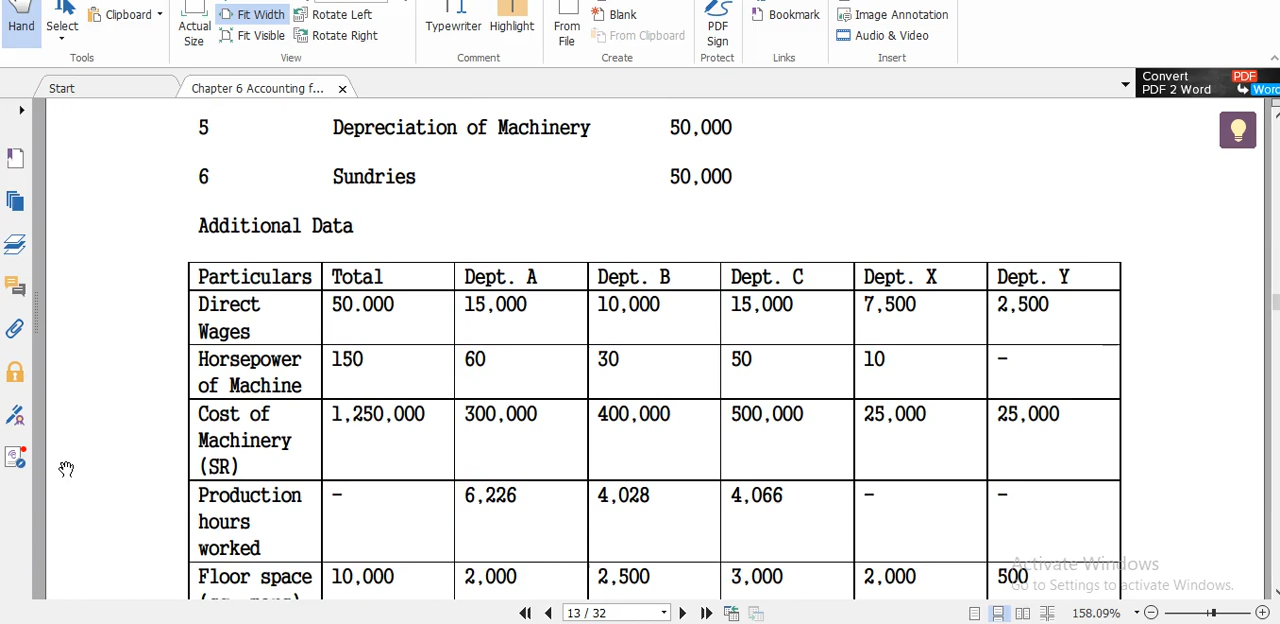 Hand
Select
Clipboard
Tools
Actual
Size
Fit Width
Fit Visible
Rotate Left
Rotate Right
View
Typewriter
Highlight
Comment
From
File
Blank
From Clipboard
Create
PDF
Sign
Protect
Bookmark
Links
Image Annotation
Audio & Video
Insert
Start
Chapter 6 Accounting f...
Convert PDF
PDF 2 Word Word
5 Depreciation of Machinery 50,000
6 Sundries 50,000
Additional Data
Particulars Total Dept. A Dept. B Dept. C Dept. X Dept. Y
Direct 50.000 15,000 10,000 15,000 7,500 2,500
Wages
Horsepower 150 60 30 50 10 -
of Machine
Cost of 1,250,000 300,000 400,000 500,000 25,000 25,000
Machinery
(SR)
Production - 6,226 4,028 4,066 - -
hours
worked
Floor space 10,000 2,000 2,500 3,000 2,000 500
Activate Windows
Go to Settings to activate Windows.
13 / 32
158.09%